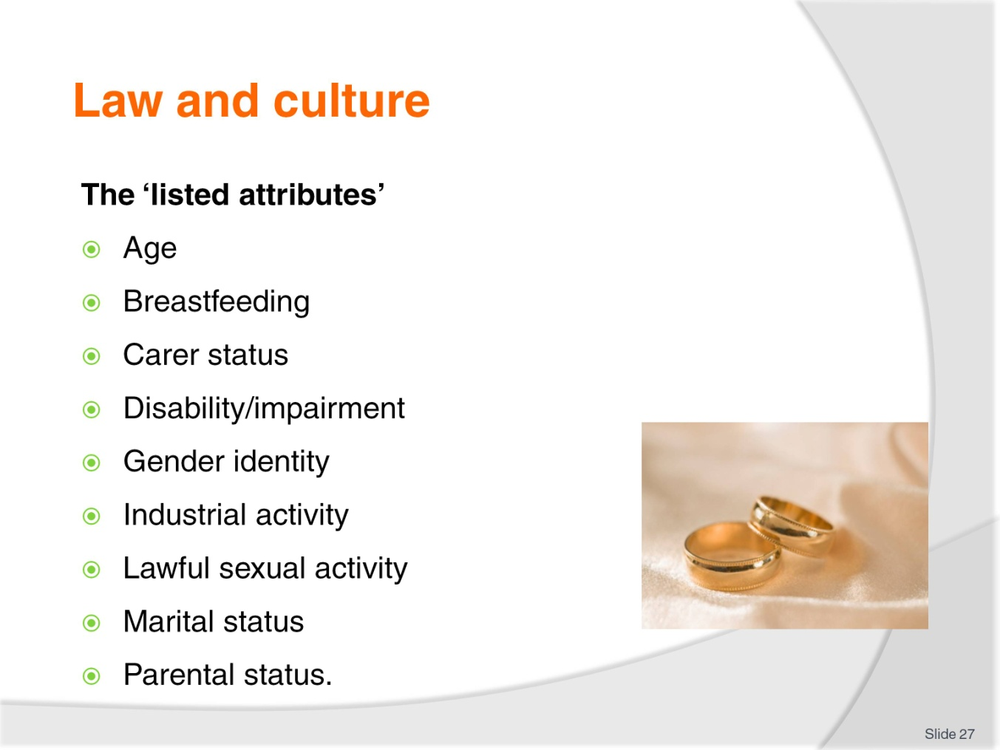 Law and culture
The ‘listed attributes’
Age
Breastfeeding
Carer status
Disability/impairment
Gender identity
Industrial activity
Lawful sexual activity
Marital status
Parental status.
Slide 27